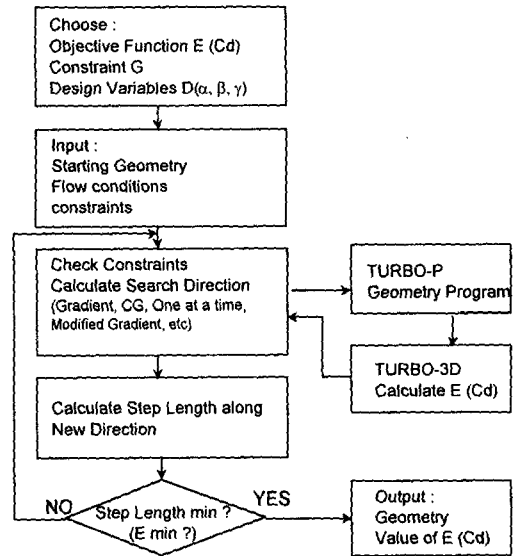 Choose :
Objective Function E (Cd)
Constraint G
Design Variables D(α, β, γ)
Input :
Starting Geometry
Flow conditions
constraints
Check Constraints
Calculate Search Direction
(Gradient, CG, One at a time,
Modified Gradient, etc)
TURBO-P
Geometry Program
TURBO-3D
Calculate E (Cd)
Calculate Step Length along
New Direction
NO
Step Length min ?
(E min ?)
YES
Output :
Geometry
Value of E (Cd)